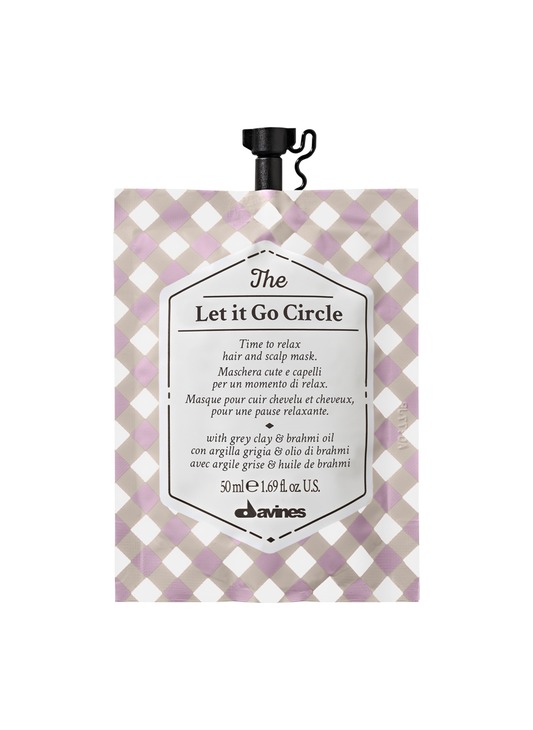 The
Let it Go Circle
Time to relax
hair and scalp mask.
Maschera cute e capelli
per un momento di relax.
Masque pour cuir chevelu et cheveux,
pour une pause relaxante.
with grey clay & brahmi oil
con argilla grigia & olio di brahmi
avec argile grise & huile de brahmi
50 ml ℮ 1.69 fl. oz. U.S.
davines